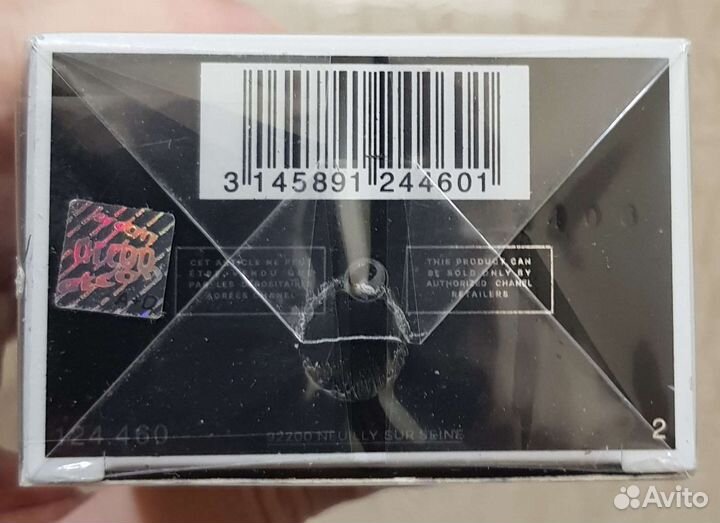 3 145891 244601
CET ARTICLE NE PEUT
ÊTRE VENDU QUE
PAR LES DÉPOSITAIRES
AGRÉÉS CHANEL
THIS PRODUCT CAN
BE SOLD ONLY BY
AUTHORIZED CHANEL
RETAILERS
124.460
92200 NEUILLY SUR SEINE
2
Avito